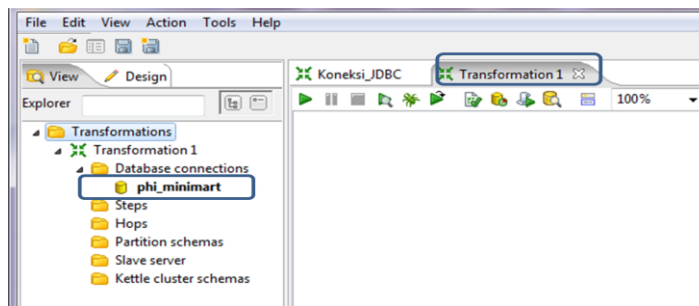 File Edit View Action Tools Help
View Design
Koneksi_JDBC Transformation 1
Explorer
100%
Transformations
Transformation 1
Database connections
phi_minimart
Steps
Hops
Partition schemas
Slave server
Kettle cluster schemas